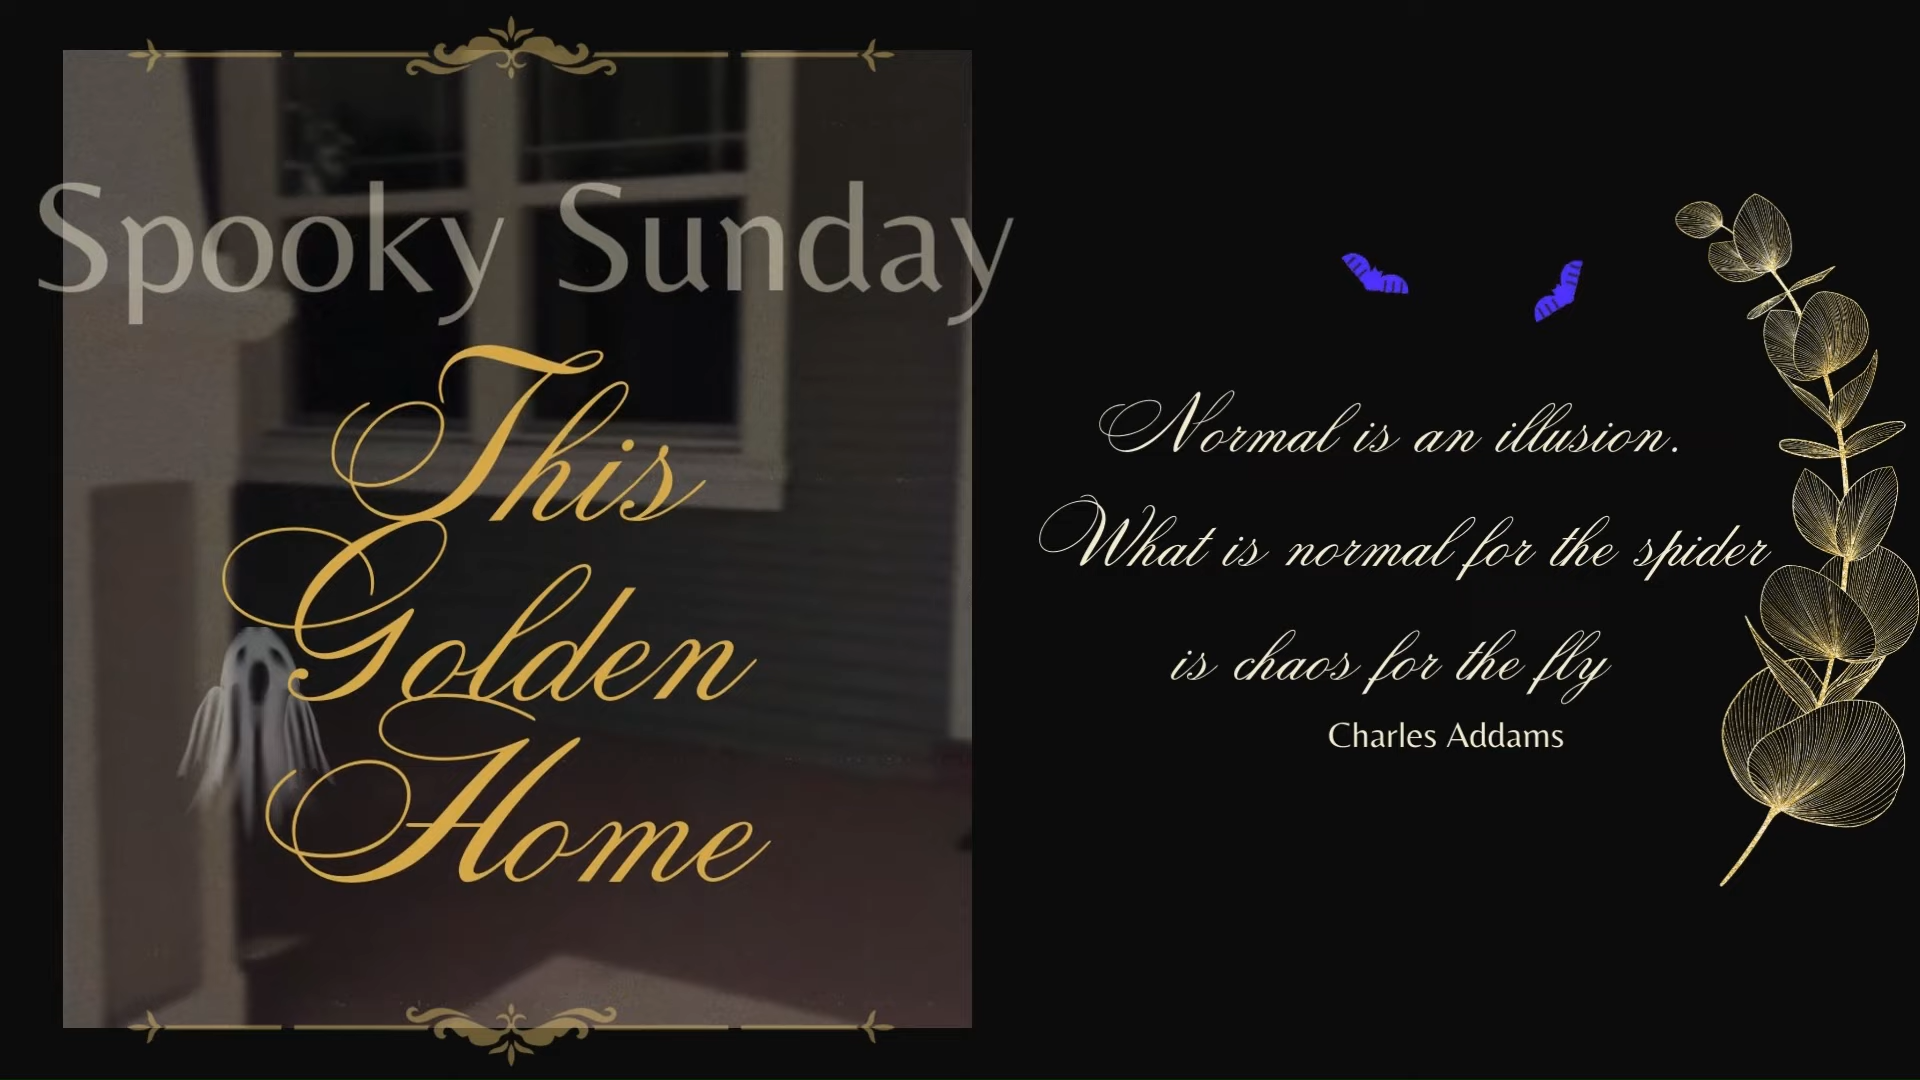 Spooky Sunday
This
Golden
Home
Normal is an illusion.
What is normal for the spider
is chaos for the fly
Charles Addams